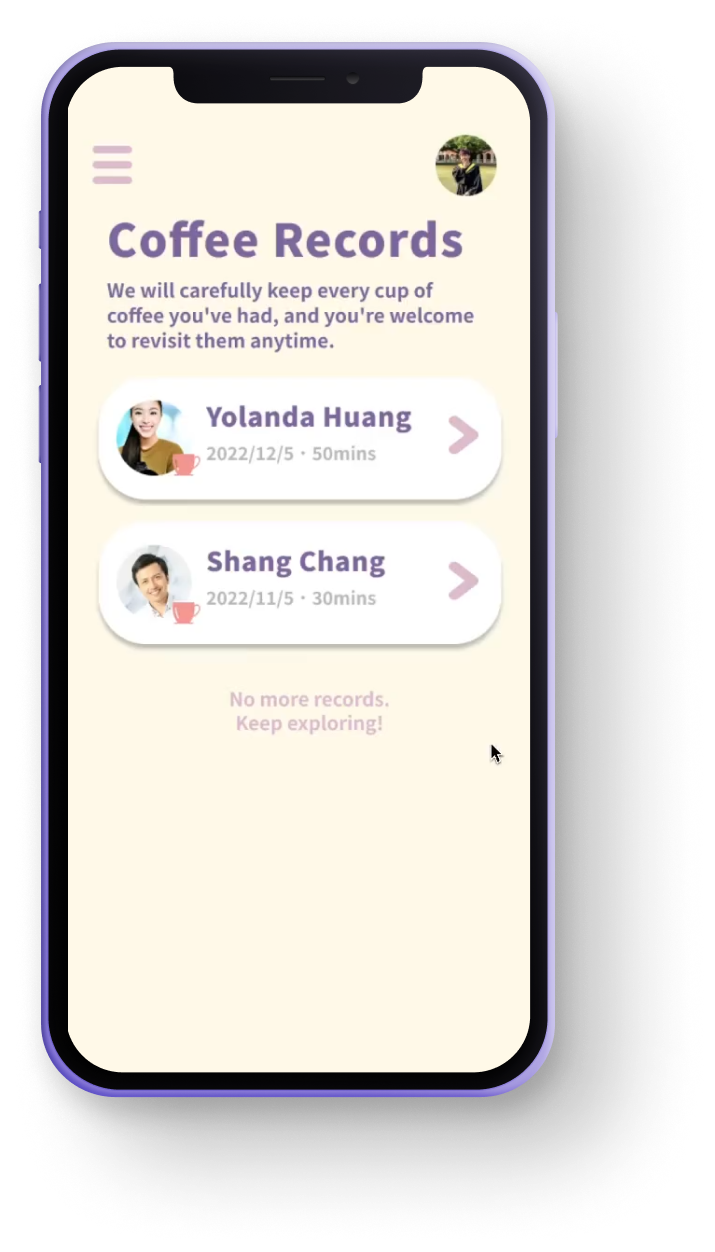 Coffee Records
We will carefully keep every cup of
coffee you've had, and you're welcome
to revisit them anytime.
Yolanda Huang
2022/12/5・50mins
Shang Chang
2022/11/5・30mins
No more records.
Keep exploring!